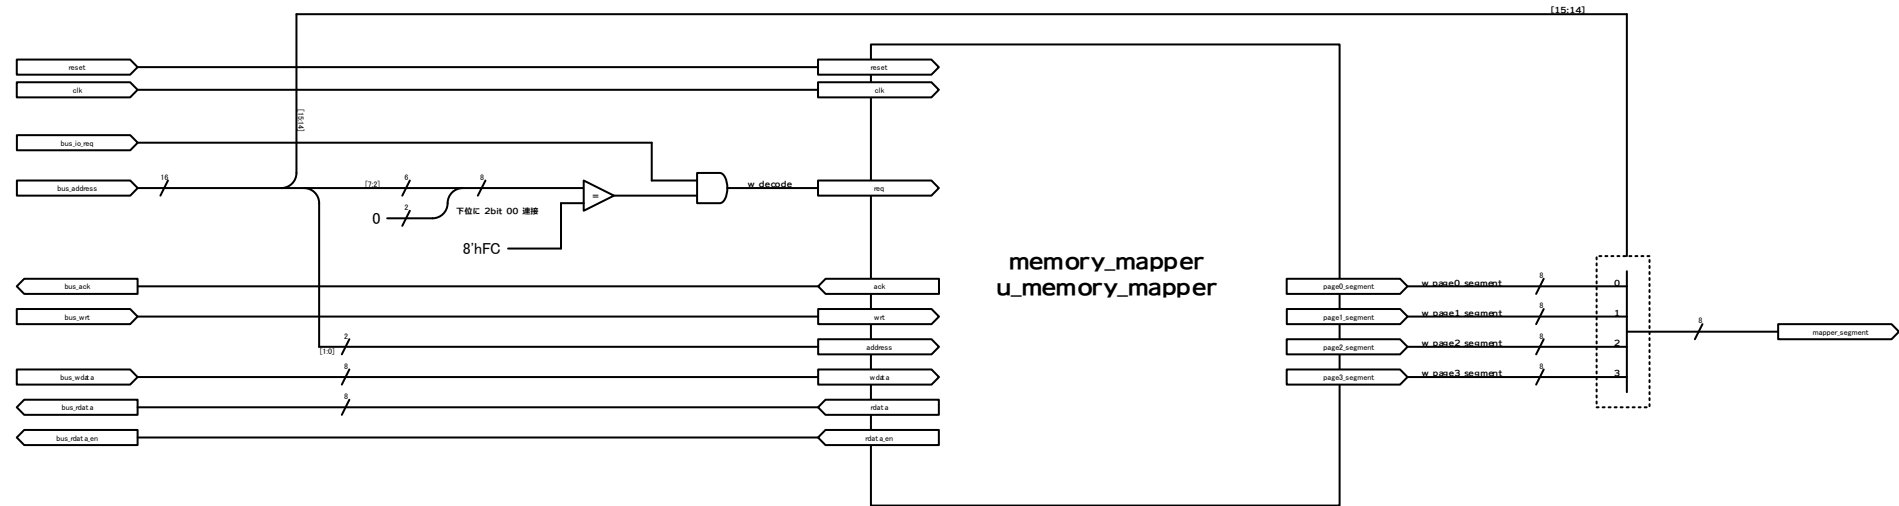 [15:14]
reset
reset
clk
clk
[15:14]
bus_io_req
bus_address
16
[7:2]
6
8
w_decode
req
0
2
下位に 2bit 00 連接
=
8'hFC
memory_mapper
u_memory_mapper
bus_ack
ack
page0_segment
w_page0_segment
8
0
bus_wrt
wrt
page1_segment
w_page1_segment
8
1
8
mapper_segment
[1:0]
2
address
page2_segment
w_page2_segment
8
2
bus_wdata
8
wdata
page3_segment
w_page3_segment
8
3
bus_rdata
8
rdata
bus_rdata_en
rdata_en